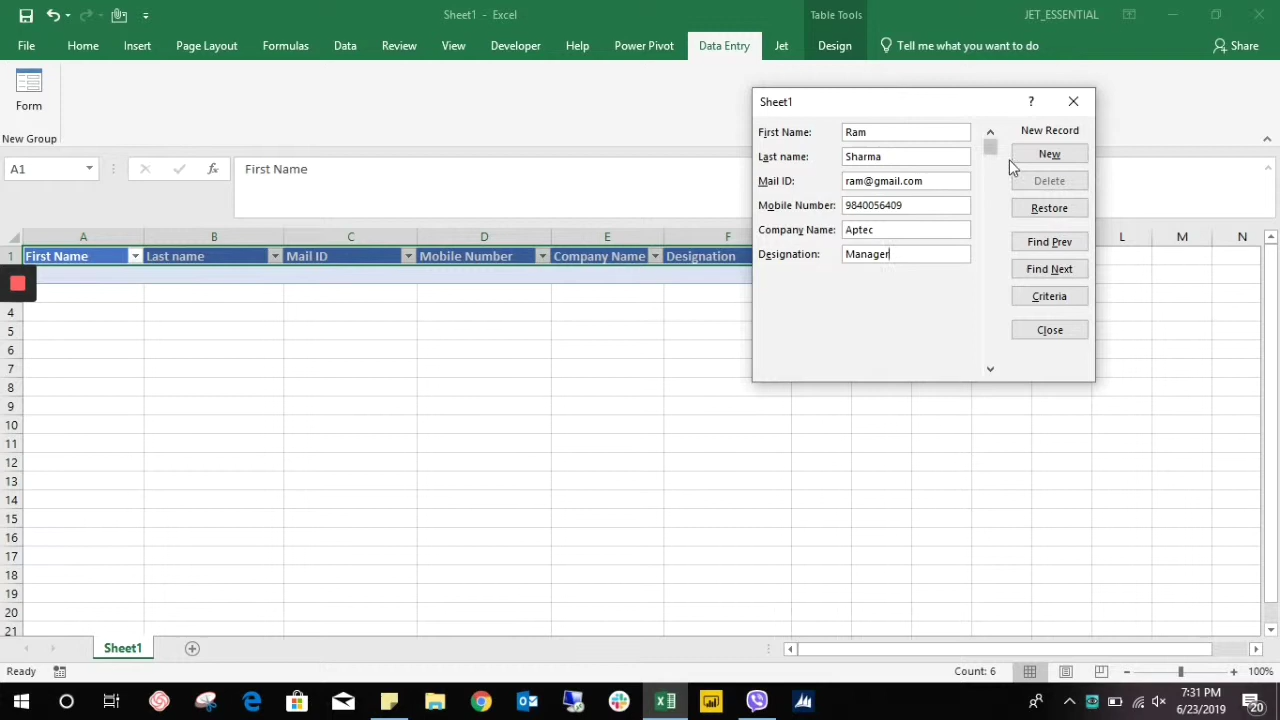 Sheet1 - Excel
Table Tools
JET_ESSENTIAL
File
Home
Insert
Page Layout
Formulas
Data
Review
View
Developer
Help
Power Pivot
Data Entry
Jet
Design
Tell me what you want to do
Share
Form
New Group
A1
fx
First Name
Sheet1
?
First Name: Ram
Last name: Sharma
Mail ID: ram@gmail.com
Mobile Number: 9840056409
Company Name: Aptec
Designation: Manager
New Record
New
Delete
Restore
Find Prev
Find Next
Criteria
Close
A B C D E F L M N
1 First Name Last name Mail ID Mobile Number Company Name Designation
4
5
6
7
8
9
10
11
12
13
14
15
16
17
18
19
20
21
Sheet1
Ready
Count: 6
100%
7:31 PM
6/23/2019
20